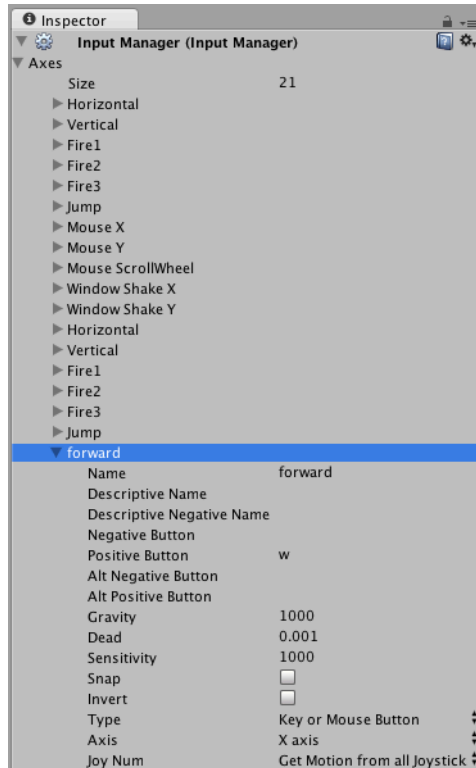 Inspector
Input Manager (Input Manager)
Axes
Size 21
Horizontal
Vertical
Fire1
Fire2
Fire3
Jump
Mouse X
Mouse Y
Mouse ScrollWheel
Window Shake X
Window Shake Y
Horizontal
Vertical
Fire1
Fire2
Fire3
Jump
forward
Name forward
Descriptive Name
Descriptive Negative Name
Negative Button
Positive Button w
Alt Negative Button
Alt Positive Button
Gravity 1000
Dead 0.001
Sensitivity 1000
Snap
Invert
Type Key or Mouse Button
Axis X axis
Joy Num Get Motion from all Joystick